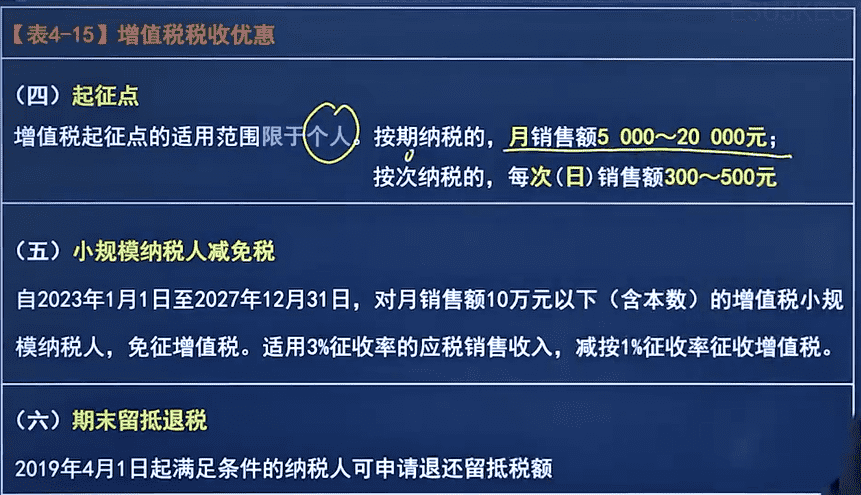 【表4-15】增值税税收优惠
（四）起征点
增值税起征点的适用范围限于个人。按期纳税的，月销售额5 000～20 000元；
按次纳税的，每次(日)销售额300～500元
（五）小规模纳税人减免税
自2023年1月1日至2027年12月31日，对月销售额10万元以下（含本数）的增值税小规
模纳税人，免征增值税。适用3%征收率的应税销售收入，减按1%征收率征收增值税。
（六）期末留抵退税
2019年4月1日起满足条件的纳税人可申请退还留抵税额